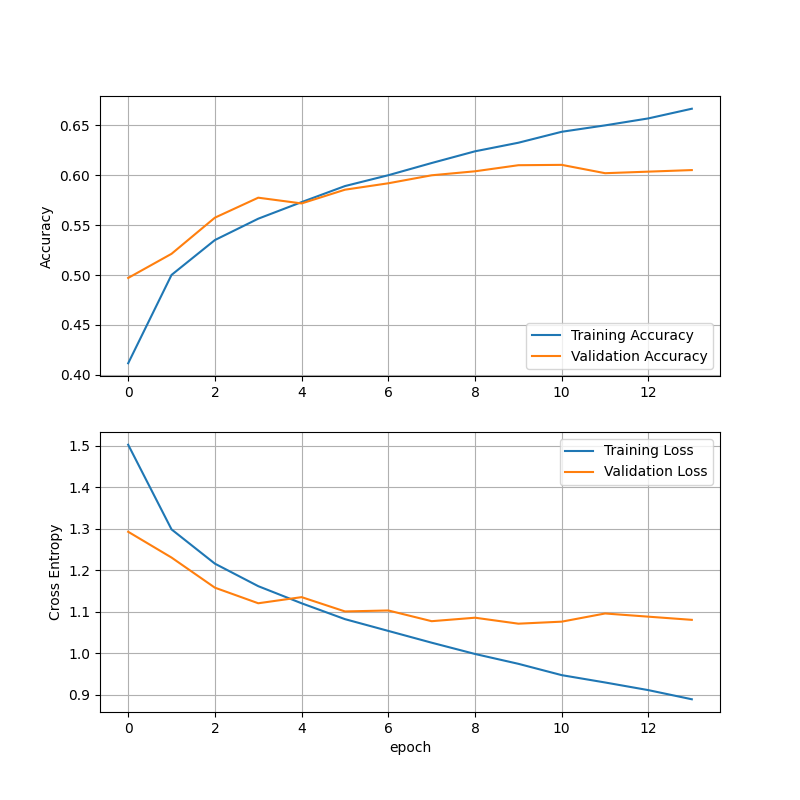 0.65
0.60
0.55
0.50
0.45
0.40
Accuracy
Training Accuracy
Validation Accuracy
0 2 4 6 8 10 12
1.5
1.4
1.3
1.2
1.1
1.0
0.9
Cross Entropy
Training Loss
Validation Loss
0 2 4 6 8 10 12
epoch